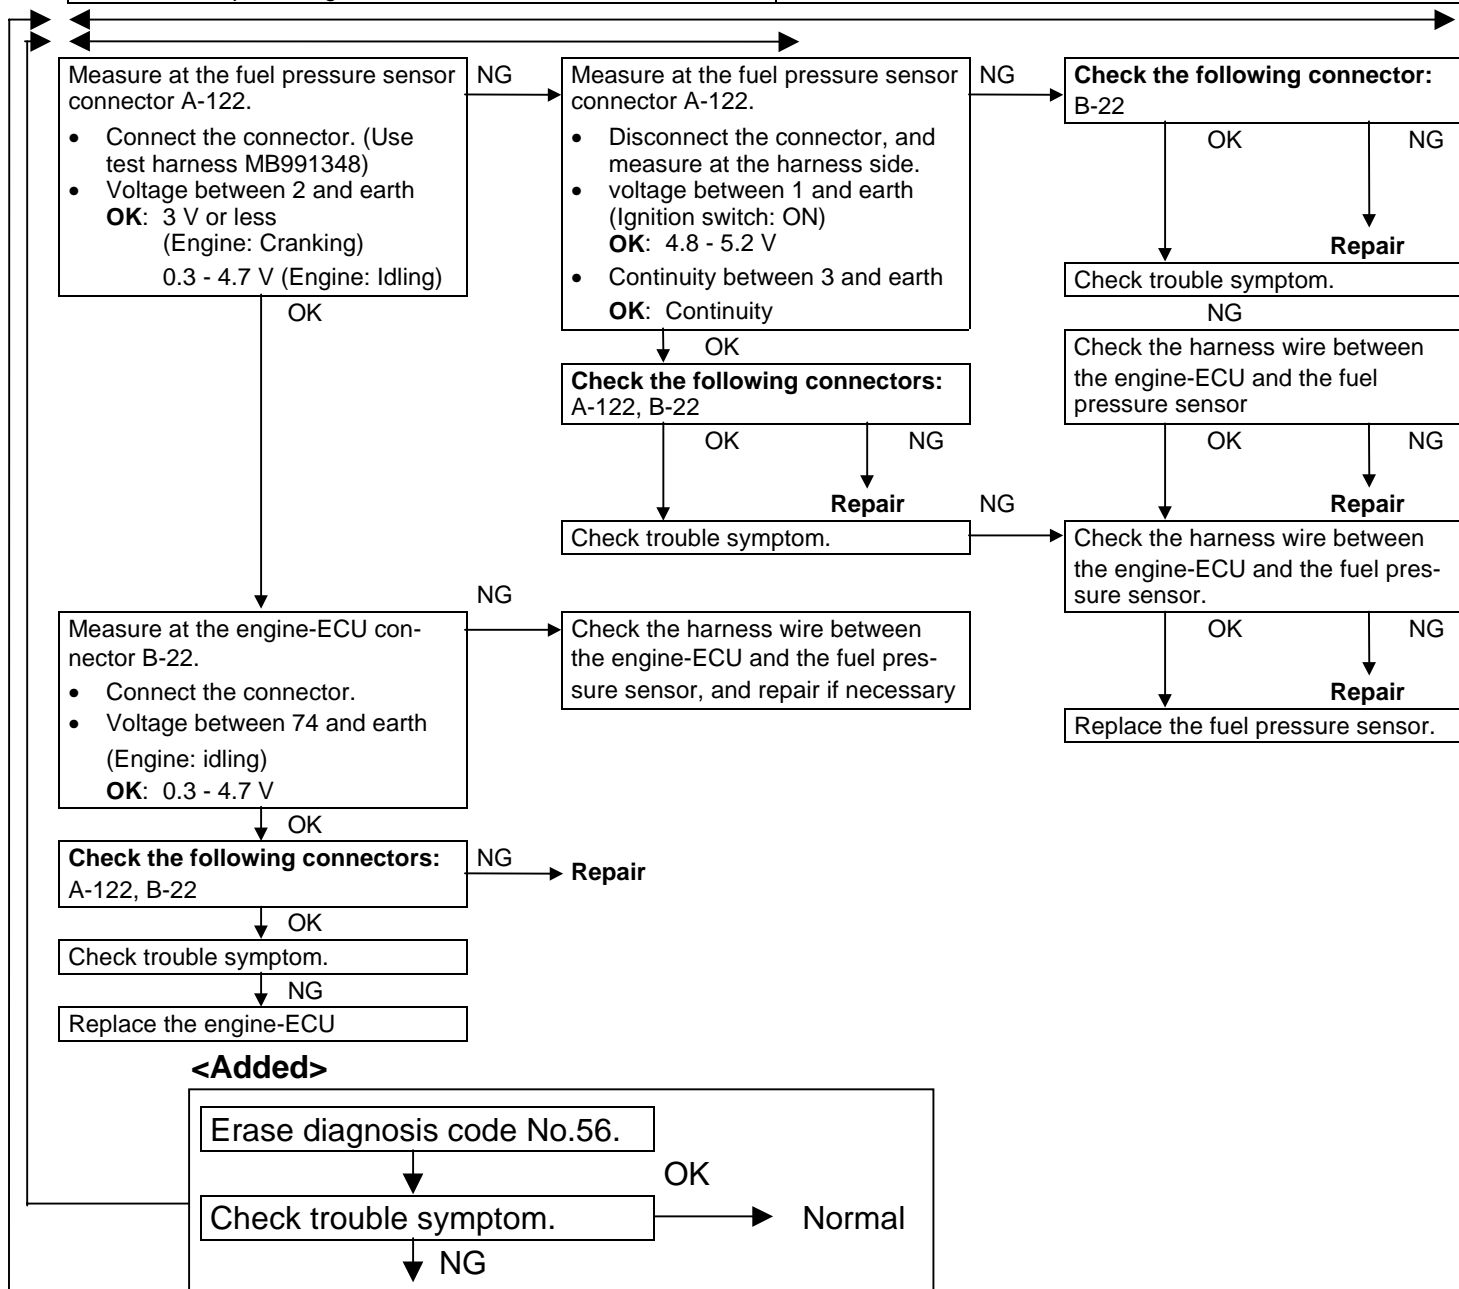 Measure at the fuel pressure sensor
connector A-122.
• Connect the connector. (Use
test harness MB991348)
• Voltage between 2 and earth
OK: 3 V or less
(Engine: Cranking)
0.3 - 4.7 V (Engine: Idling)
NG
OK
Measure at the fuel pressure sensor
connector A-122.
• Disconnect the connector, and
measure at the harness side.
• voltage between 1 and earth
(Ignition switch: ON)
OK: 4.8 - 5.2 V
• Continuity between 3 and earth
OK: Continuity
NG
OK
Check the following connector:
B-22
OK NG
Repair
Check trouble symptom.
NG
Check the harness wire between
the engine-ECU and the fuel
pressure sensor
OK NG
Repair
Check the following connectors:
A-122, B-22
OK NG
Repair
Check trouble symptom.
NG
Check the harness wire between
the engine-ECU and the fuel pres-
sure sensor.
OK NG
Repair
Replace the fuel pressure sensor.
Measure at the engine-ECU con-
nector B-22.
• Connect the connector.
• Voltage between 74 and earth
(Engine: idling)
OK: 0.3 - 4.7 V
NG
Check the harness wire between
the engine-ECU and the fuel pres-
sure sensor, and repair if necessary
OK
Check the following connectors:
A-122, B-22
NG
Repair
OK
Check trouble symptom.
NG
Replace the engine-ECU
<Added>
Erase diagnosis code No.56.
OK
Check trouble symptom.
Normal
NG